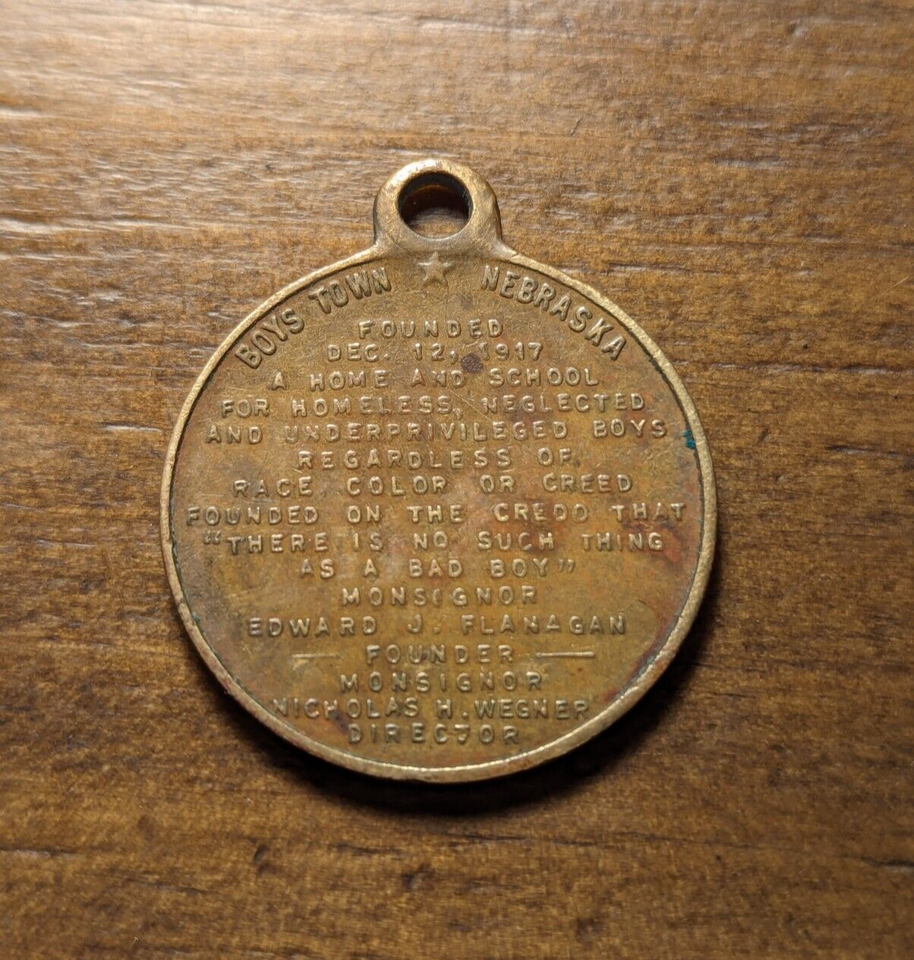 BOYS TOWN ★ NEBRASKA
FOUNDED
DEC. 12, 1917
A HOME AND SCHOOL
FOR HOMELESS, NEGLECTED
AND UNDERPRIVILEGED BOYS
REGARDLESS OF
RACE COLOR OR CREED
FOUNDED ON THE CREDO THAT
"THERE IS NO SUCH THING
AS A BAD BOY"
MONSIGNOR
EDWARD J. FLANAGAN
— FOUNDER —
MONSIGNOR
NICHOLAS H. WEGNER
DIRECTOR